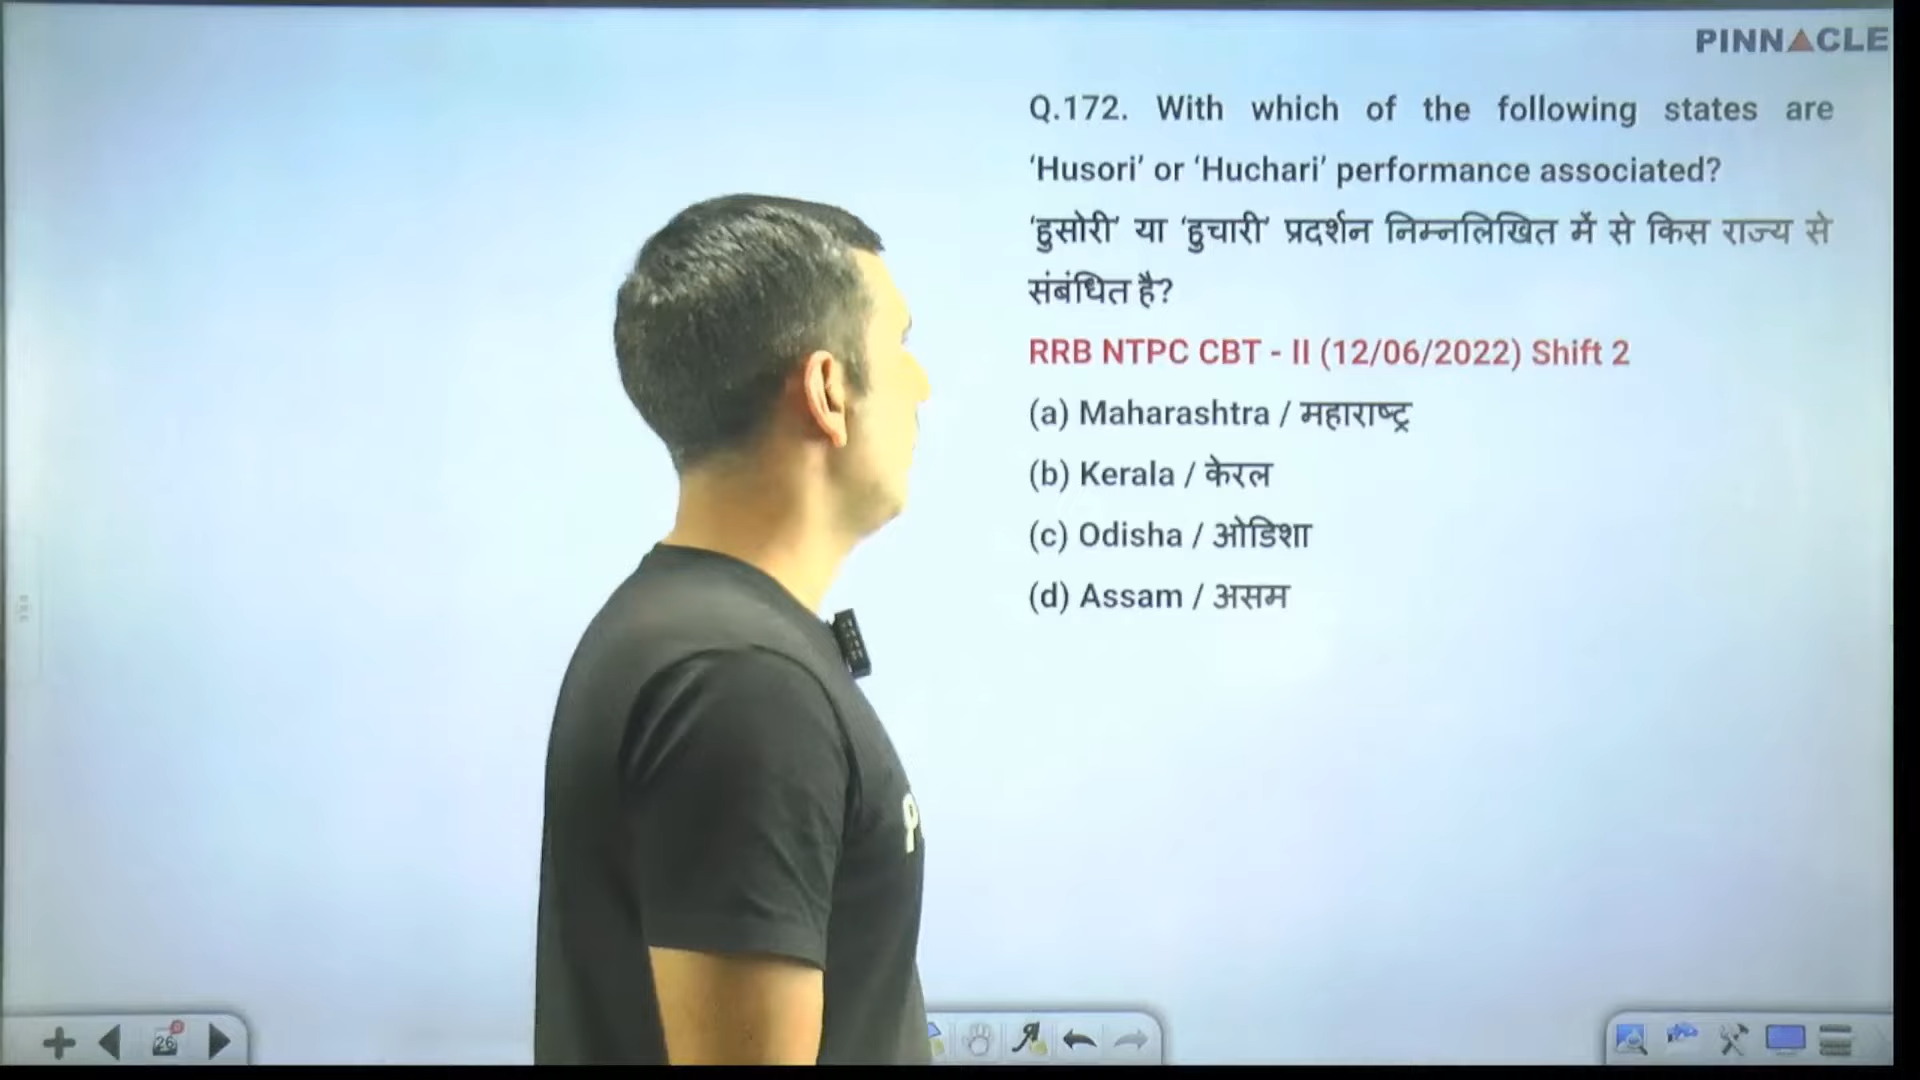 PINNACLE
Q.172. With which of the following states are
‘Husori’ or ‘Huchari’ performance associated?
‘हुसोरी’ या ‘हुचारी’ प्रदर्शन निम्नलिखित में से किस राज्य से
संबंधित है?
RRB NTPC CBT - II (12/06/2022) Shift 2
(a) Maharashtra / महाराष्ट्र
(b) Kerala / केरल
(c) Odisha / ओडिशा
(d) Assam / असम
P
26